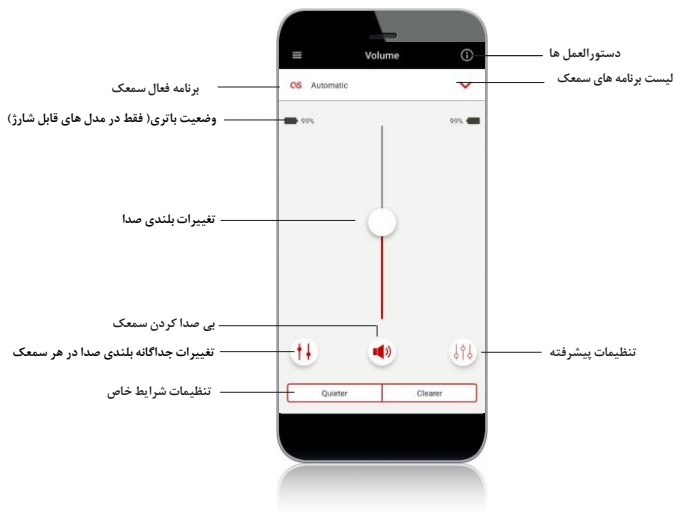 دستورالعمل ها
Volume
لیست برنامه های سمعک
برنامه فعال سمعک
OS Automatic
وضعیت باتری( فقط در مدل های قابل شارژ)
99% 99%
تغییرات بلندی صدا
بی صدا کردن سمعک
تغییرات جداگانه بلندی صدا در هر سمعک
تنظیمات پیشرفته
تنظیمات شرایط خاص
Quieter Clearer